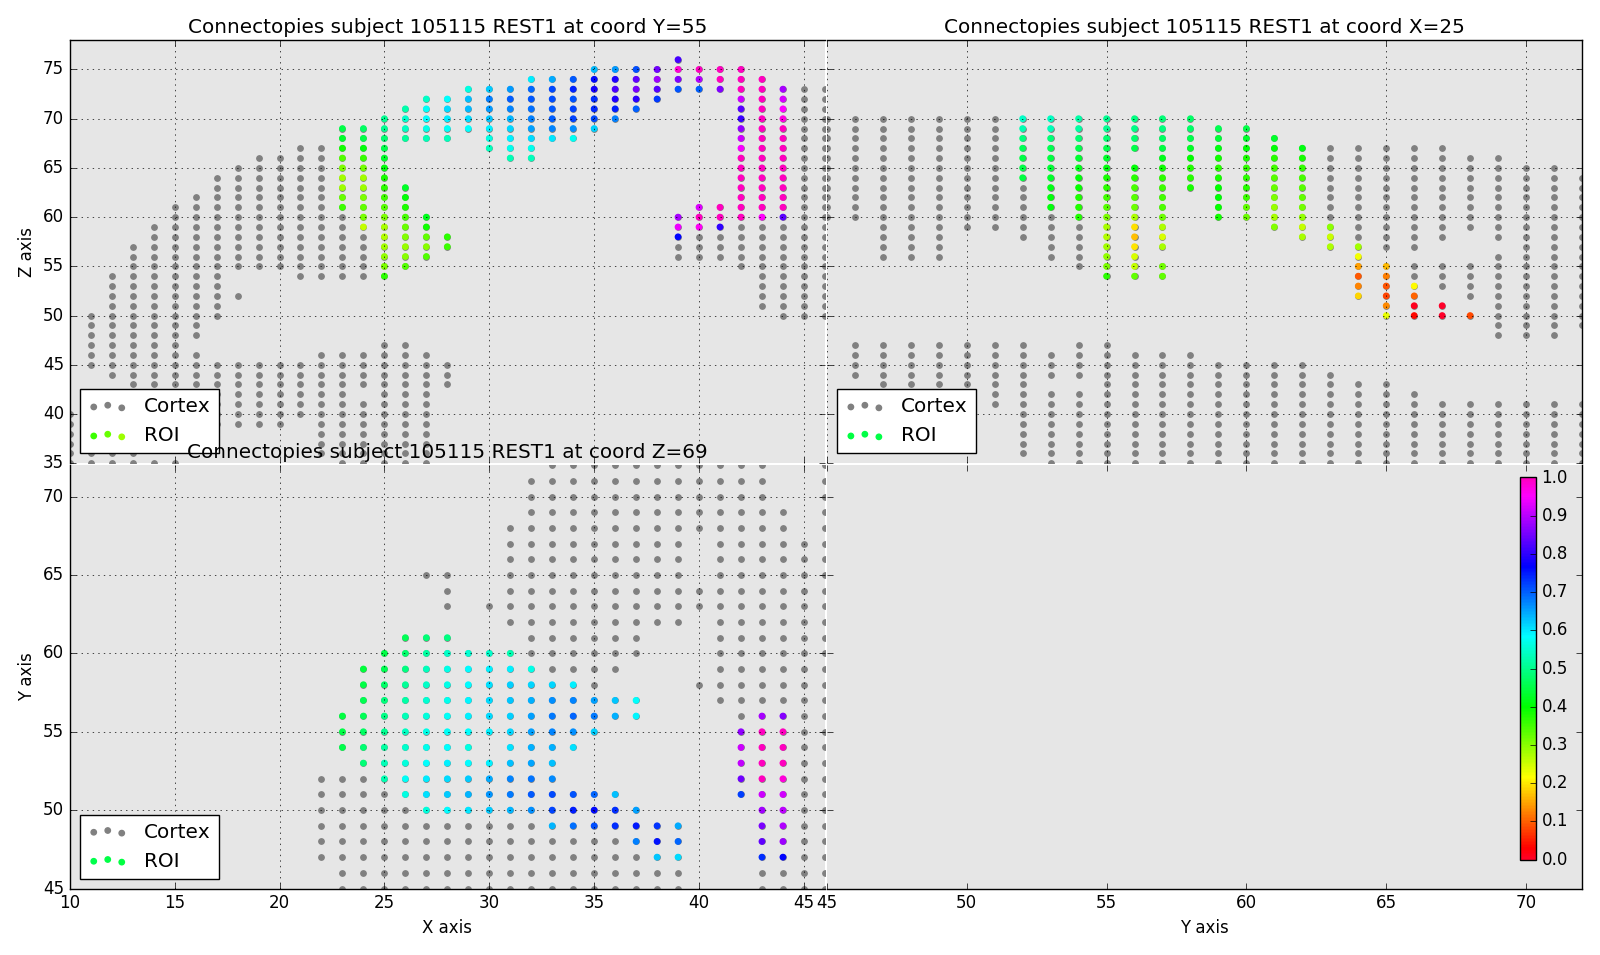 Connectopies subject 105115 REST1 at coord Y=55
Connectopies subject 105115 REST1 at coord X=25
75
70
65
60
55
50
45
40
35
Z axis
Cortex
ROI
Cortex
ROI
Connectopies subject 105115 REST1 at coord Z=69
70
65
60
55
50
45
Y axis
Cortex
ROI
1.0
0.9
0.8
0.7
0.6
0.5
0.4
0.3
0.2
0.1
0.0
10 15 20 25 30 35 40 45
45 50 55 60 65 70
X axis
Y axis